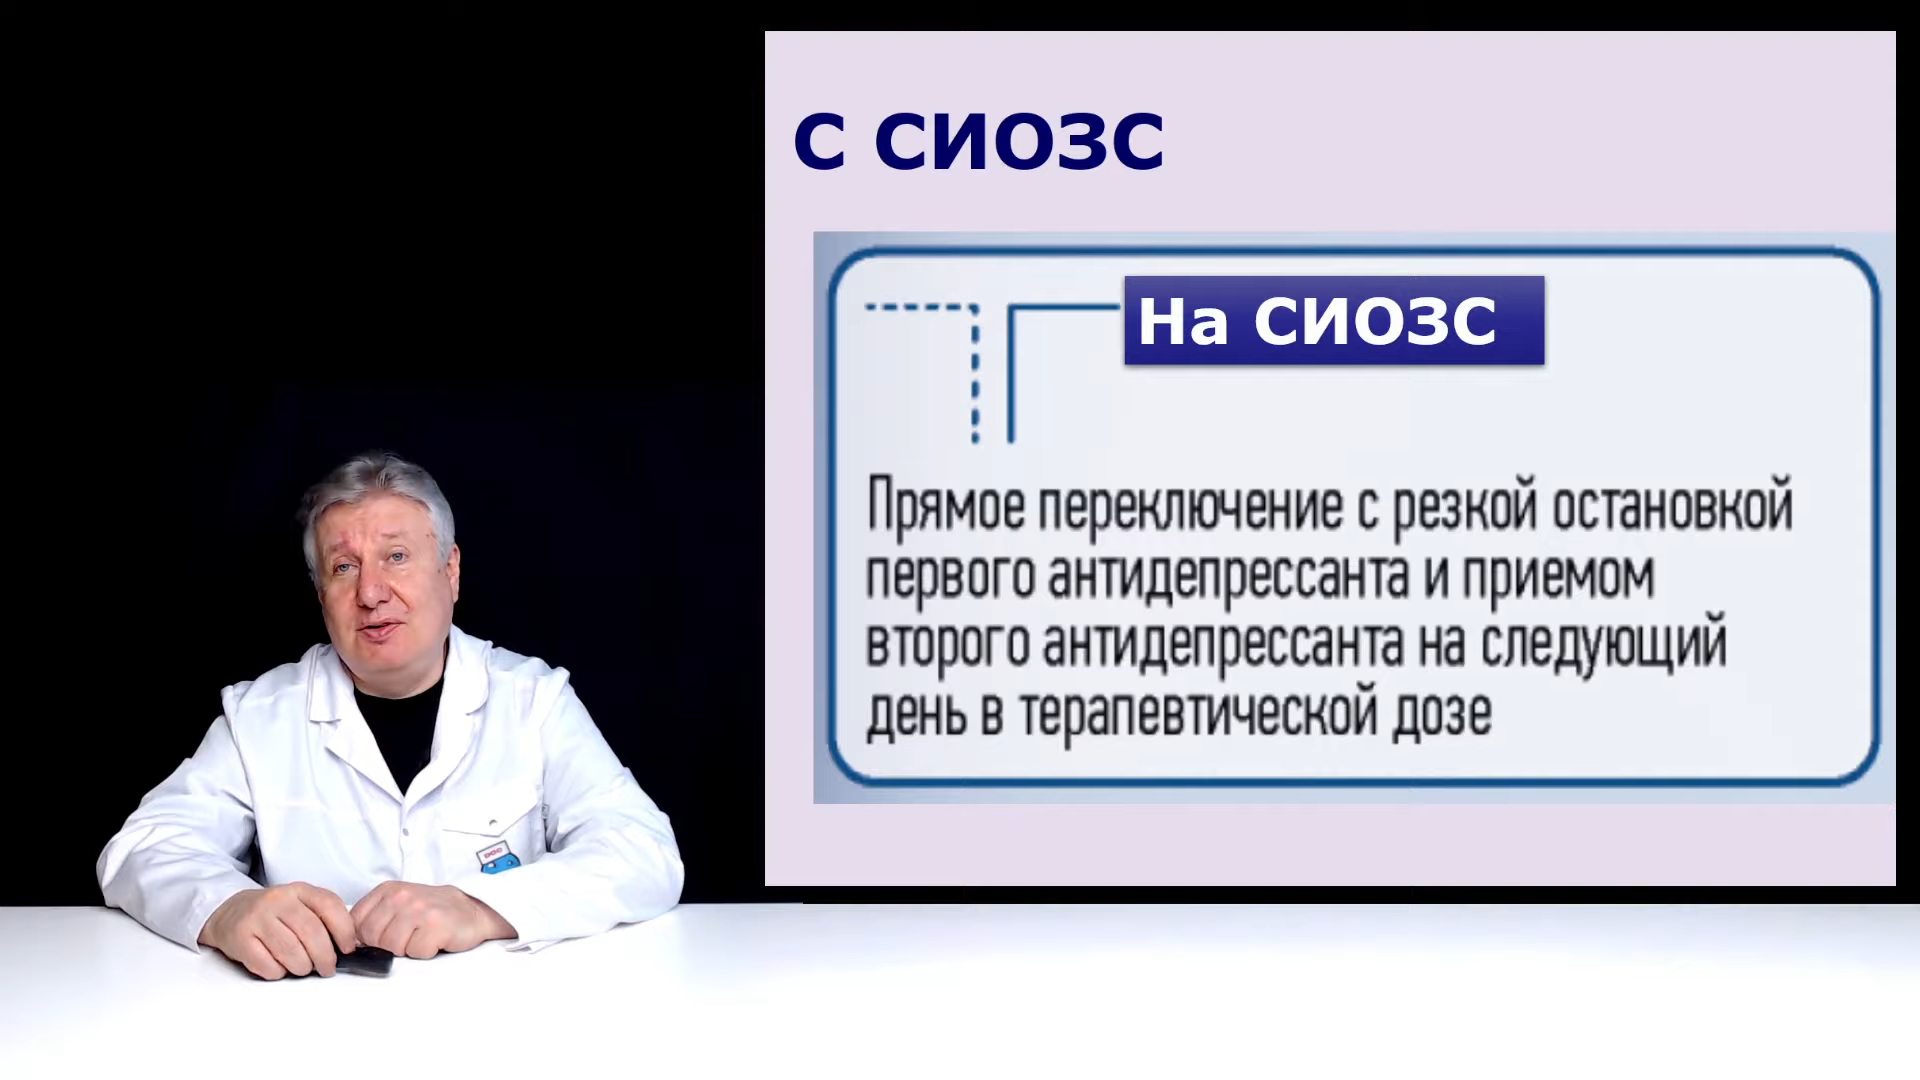 С СИОЗС
На СИОЗС
Прямое переключение с резкой остановкой
первого антидепрессанта и приемом
второго антидепрессанта на следующий
день в терапевтической дозе